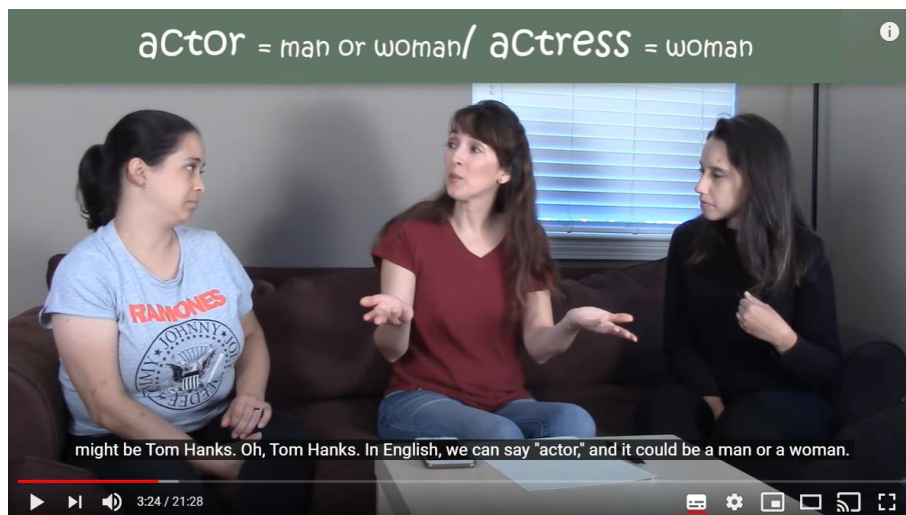 actor = man or woman/ actress = woman
i
RAMONES
JOHNNY
might be Tom Hanks. Oh, Tom Hanks. In English, we can say "actor," and it could be a man or a woman.
3:24 / 21:28